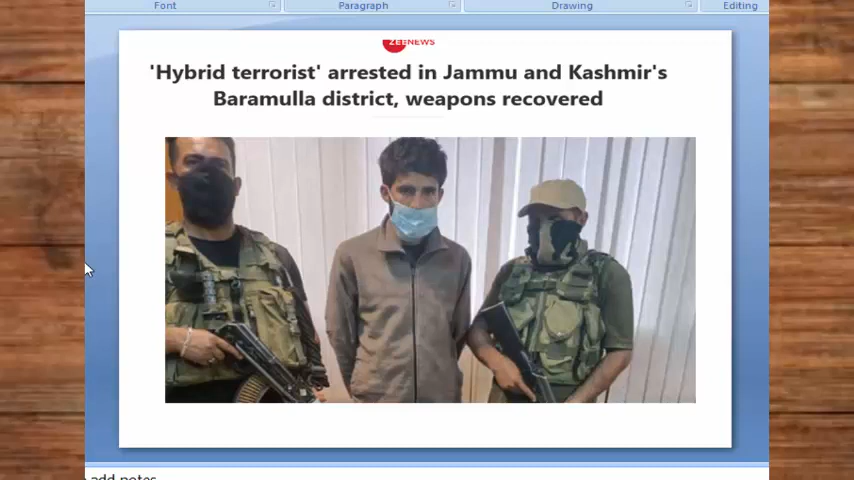 Font
Paragraph
Drawing
Editing
ZEENEWS
'Hybrid terrorist' arrested in Jammu and Kashmir's
Baramulla district, weapons recovered
add notes